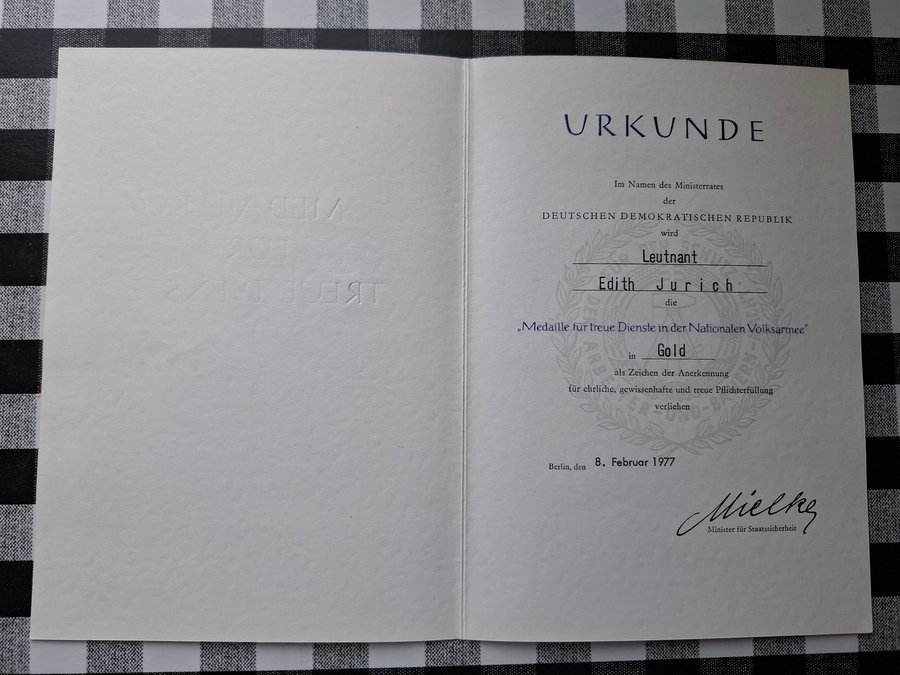 URKUNDE
Im Namen des Ministerrates
der
DEUTSCHEN DEMOKRATISCHEN REPUBLIK
wird
Leutnant
Edith Jurich
die
„Medaille für treue Dienste in der Nationalen Volksarmee"
in Gold
als Zeichen der Anerkennung
für ehrliche, gewissenhafte und treue Pflichterfüllung
verliehen
Berlin, den 8. Februar 1977
Mielke
Minister für Staatssicherheit